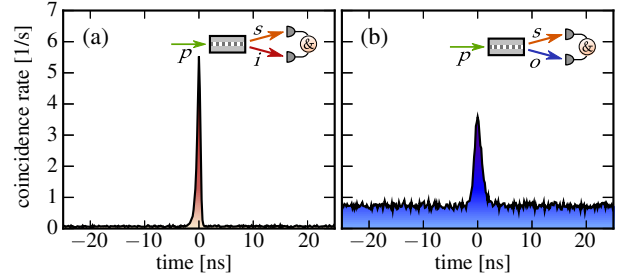 coincidence rate [1/s]
7
6
5
4
3
2
1
0
(a)
p
s
i
&
−20 −10 0 10 20
time [ns]
(b)
p
s
o
&
−20 −10 0 10 20
time [ns]